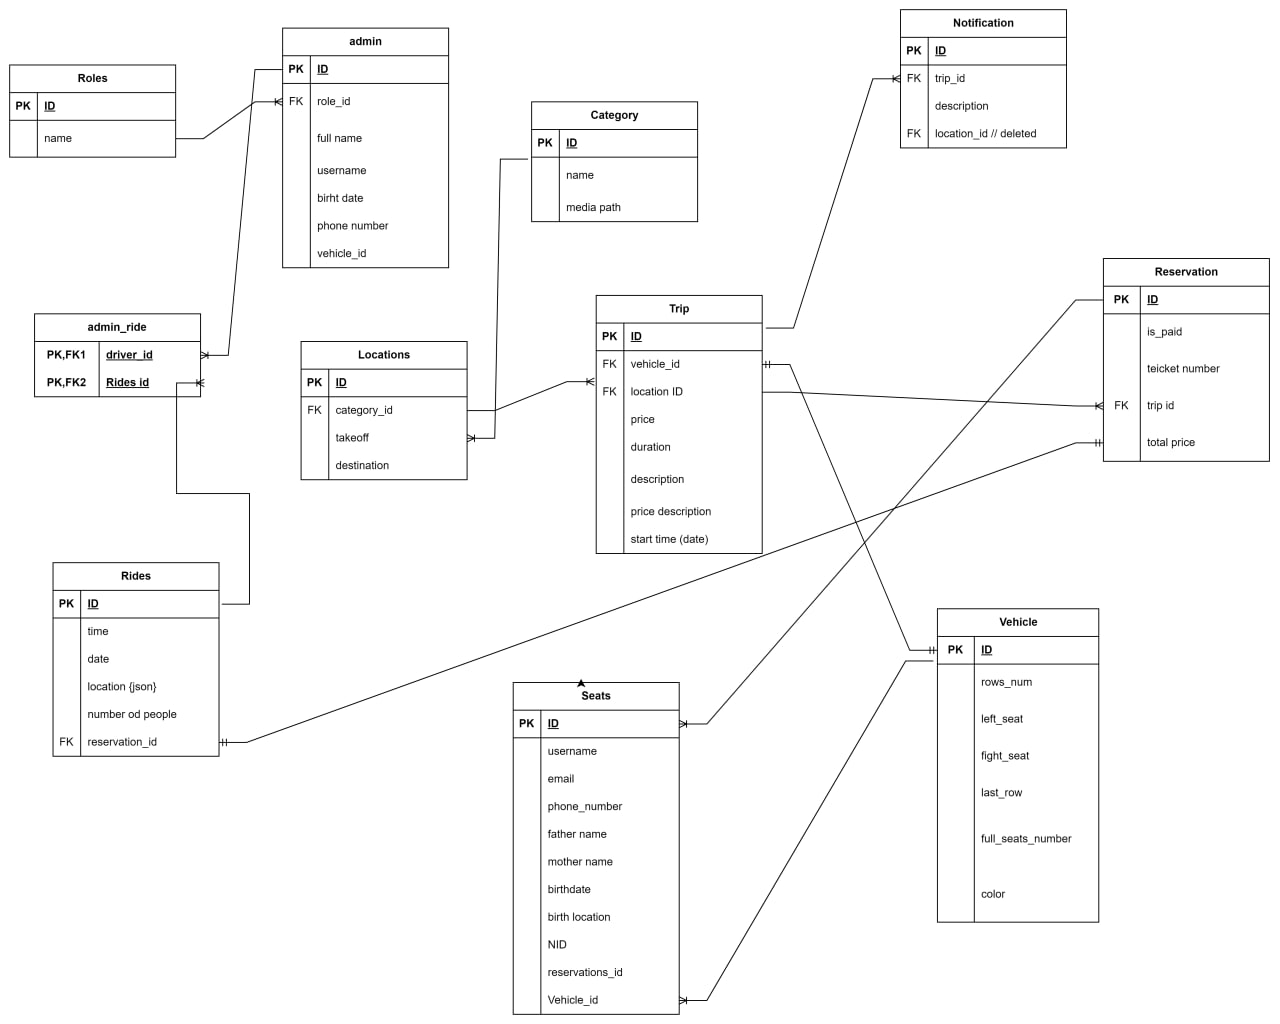 Roles
PK ID
name
admin
PK ID
FK role_id
full name
username
birht date
phone number
vehicle_id
Category
PK ID
name
media path
Notification
PK ID
FK trip_id
description
FK location_id // deleted
admin_ride
PK,FK1 driver_id
PK,FK2 Rides id
Locations
PK ID
FK category_id
takeoff
destination
Trip
PK ID
FK vehicle_id
FK location ID
price
duration
description
price description
start time (date)
Reservation
PK ID
is_paid
teicket number
FK trip id
total price
Rides
PK ID
time
date
location {json}
number od people
FK reservation_id
Seats
PK ID
username
email
phone_number
father name
mother name
birthdate
birth location
NID
reservations_id
Vehicle_id
Vehicle
PK ID
rows_num
left_seat
fight_seat
last_row
full_seats_number
color